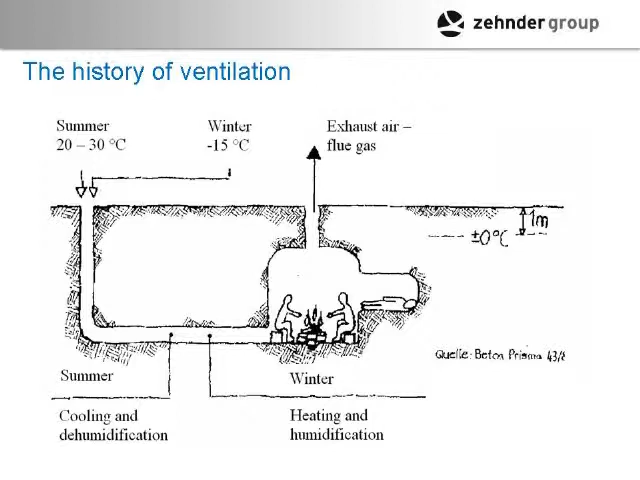 zehnder group
The history of ventilation
Summer
20 – 30 °C
Winter
-15 °C
Exhaust air –
flue gas
1m
±0°C
Quelle: Beton Prisma 43/8
Summer
Winter
Cooling and
dehumidification
Heating and
humidification